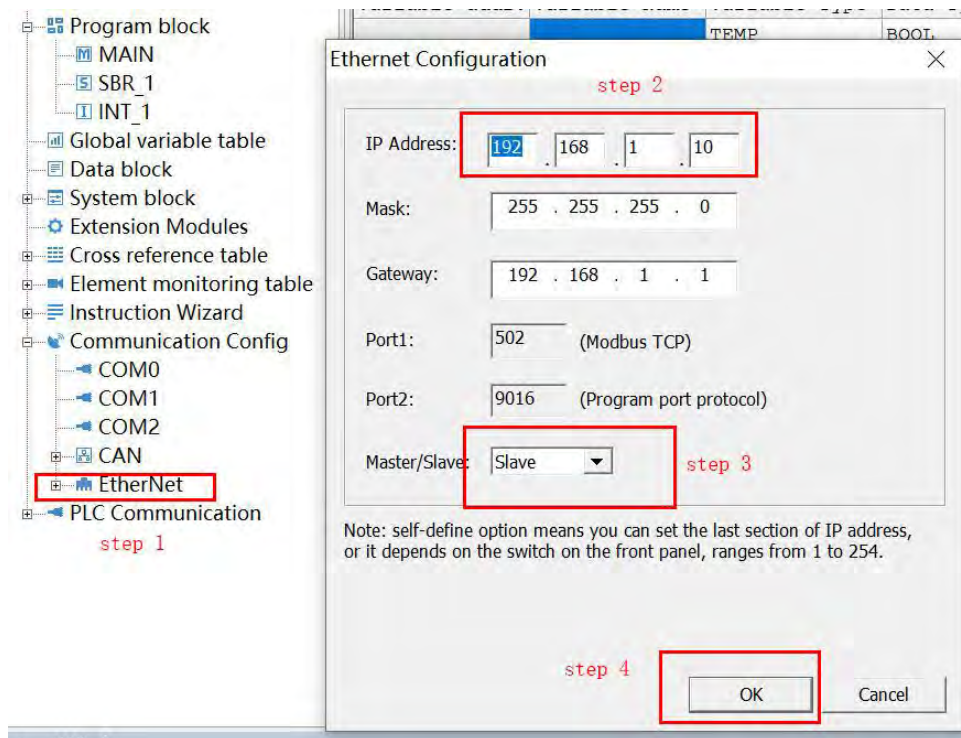 Program block
MAIN
SBR_1
INT_1
Global variable table
Data block
System block
Extension Modules
Cross reference table
Element monitoring table
Instruction Wizard
Communication Config
COM0
COM1
COM2
CAN
EtherNet
PLC Communication
step 1
TEMP BOOL
Ethernet Configuration
step 2
IP Address: 192 . 168 . 1 . 10
Mask: 255 . 255 . 255 . 0
Gateway: 192 . 168 . 1 . 1
Port1: 502 (Modbus TCP)
Port2: 9016 (Program port protocol)
Master/Slave: Slave
step 3
Note: self-define option means you can set the last section of IP address,
or it depends on the switch on the front panel, ranges from 1 to 254.
step 4
OK Cancel